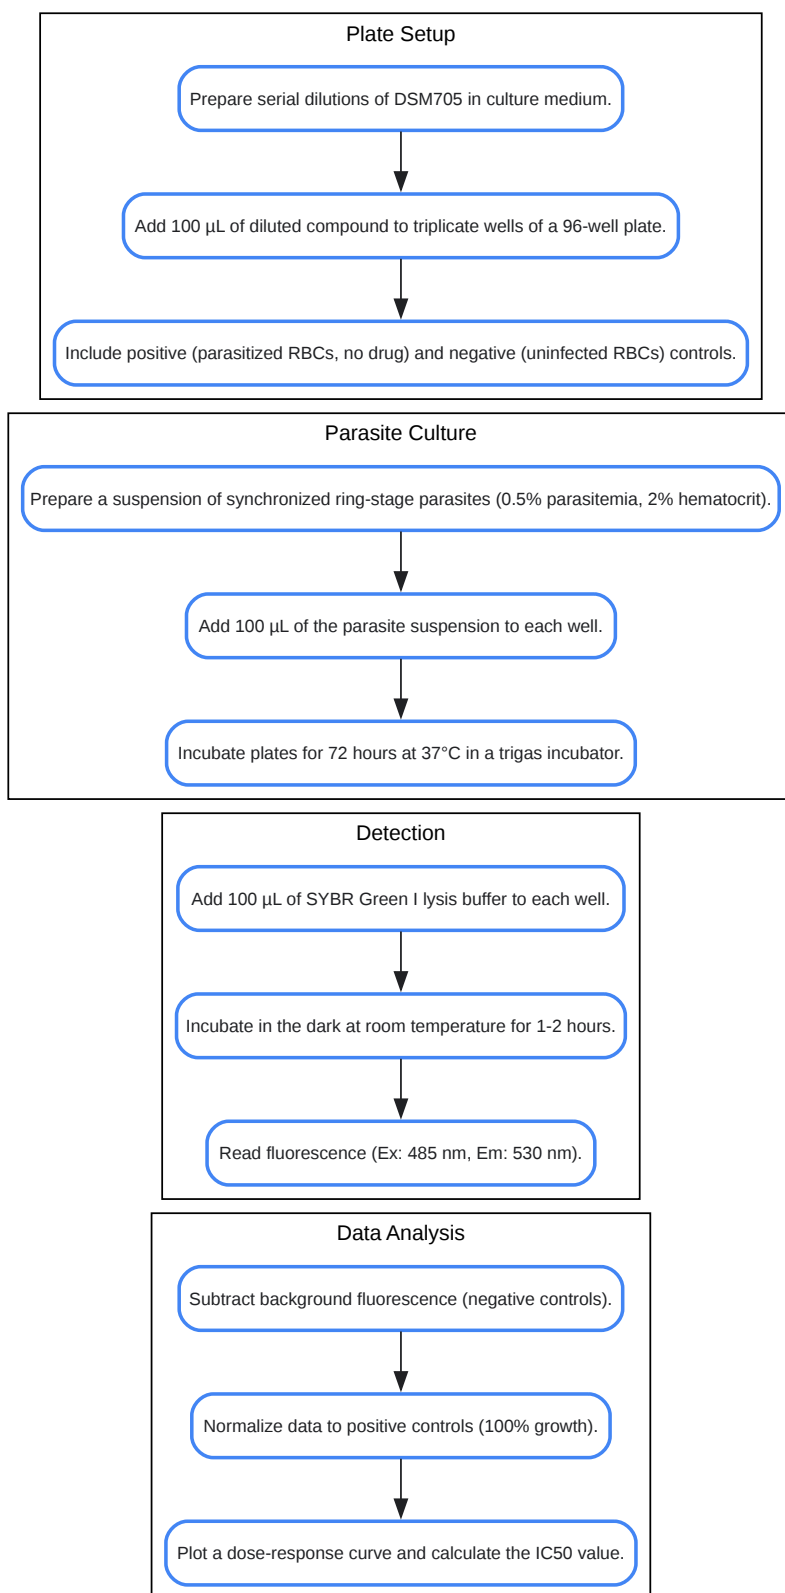 Plate Setup
Prepare serial dilutions of DSM705 in culture medium.
Add 100 µL of diluted compound to triplicate wells of a 96-well plate.
Include positive (parasitized RBCs, no drug) and negative (uninfected RBCs) controls.
Parasite Culture
Prepare a suspension of synchronized ring-stage parasites (0.5% parasitemia, 2% hematocrit).
Add 100 µL of the parasite suspension to each well.
Incubate plates for 72 hours at 37°C in a trigas incubator.
Detection
Add 100 µL of SYBR Green I lysis buffer to each well.
Incubate in the dark at room temperature for 1-2 hours.
Read fluorescence (Ex: 485 nm, Em: 530 nm).
Data Analysis
Subtract background fluorescence (negative controls).
Normalize data to positive controls (100% growth).
Plot a dose-response curve and calculate the IC50 value.